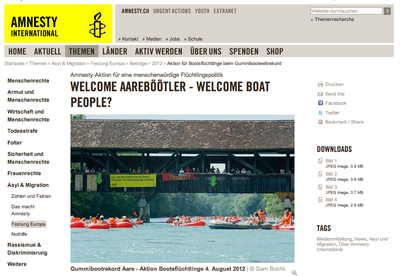 AMNESTY.CH URGENT ACTIONS YOUTH EXTRANET
AMNESTY
INTERNATIONAL
Website durchsuchen
» Themenrecherche
» Kontakt » Medien » Jobs » Schule
HOME AKTUELL THEMEN LÄNDER AKTIV WERDEN ÜBER UNS SPENDEN SHOP
Startseite › Themen › Asyl & Migration › Festung Europa › Beiträge › 2012 › Aktion für Bootsflüchtlinge beim Gummibootweltrekord
Menschenrechte
Armut und
Menschenrechte
Wirtschaft und
Menschenrechte
Todesstrafe
Folter
Sicherheit und
Menschenrechte
Frauenrechte
Asyl & Migration
Zahlen und Fakten
Das macht
Amnesty
Festung Europa
Nothilfe
Rassismus &
Diskriminierung
Weitere
Amnesty-Aktion für eine menschenwürdige Flüchtlingspolitik
WELCOME AAREBÖÖTLER - WELCOME BOAT
PEOPLE?
Gummibootrekord Aare - Aktion Bootsflüchtlinge 4. August 2012 | © Sam Buchli
Drucken
Send this
Facebook
Twitter
Bookmark / Share
DOWNLOADS
Bild 1
JPEG image, 3.8 MB
Bild 2
JPEG image, 3.9 MB
Bild 3
JPEG image, 3.7 MB
Bild 4
JPEG image, 2.8 MB
TAGS
Medienmitteilung, News, Asyl und
Migration, Über Amnesty
International